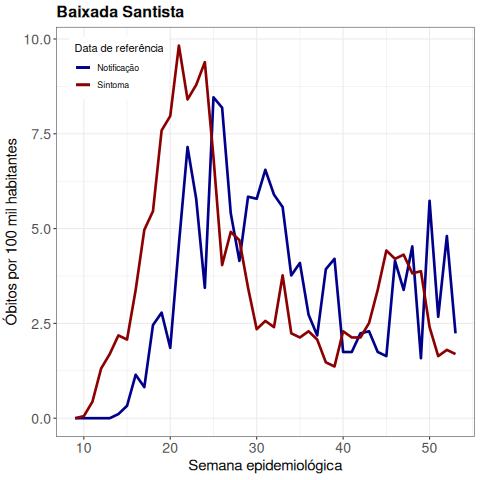 Baixada Santista
Data de referência
Notificação
Sintoma
Óbitos por 100 mil habitantes
10.0
7.5
5.0
2.5
0.0
10 20 30 40 50
Semana epidemiológica